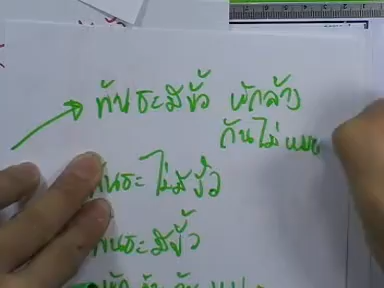 พันธะมีขั้ว หักล้าง
กันไม่หมด
พันธะไม่มีขั้ว
พันธะมีขั้ว